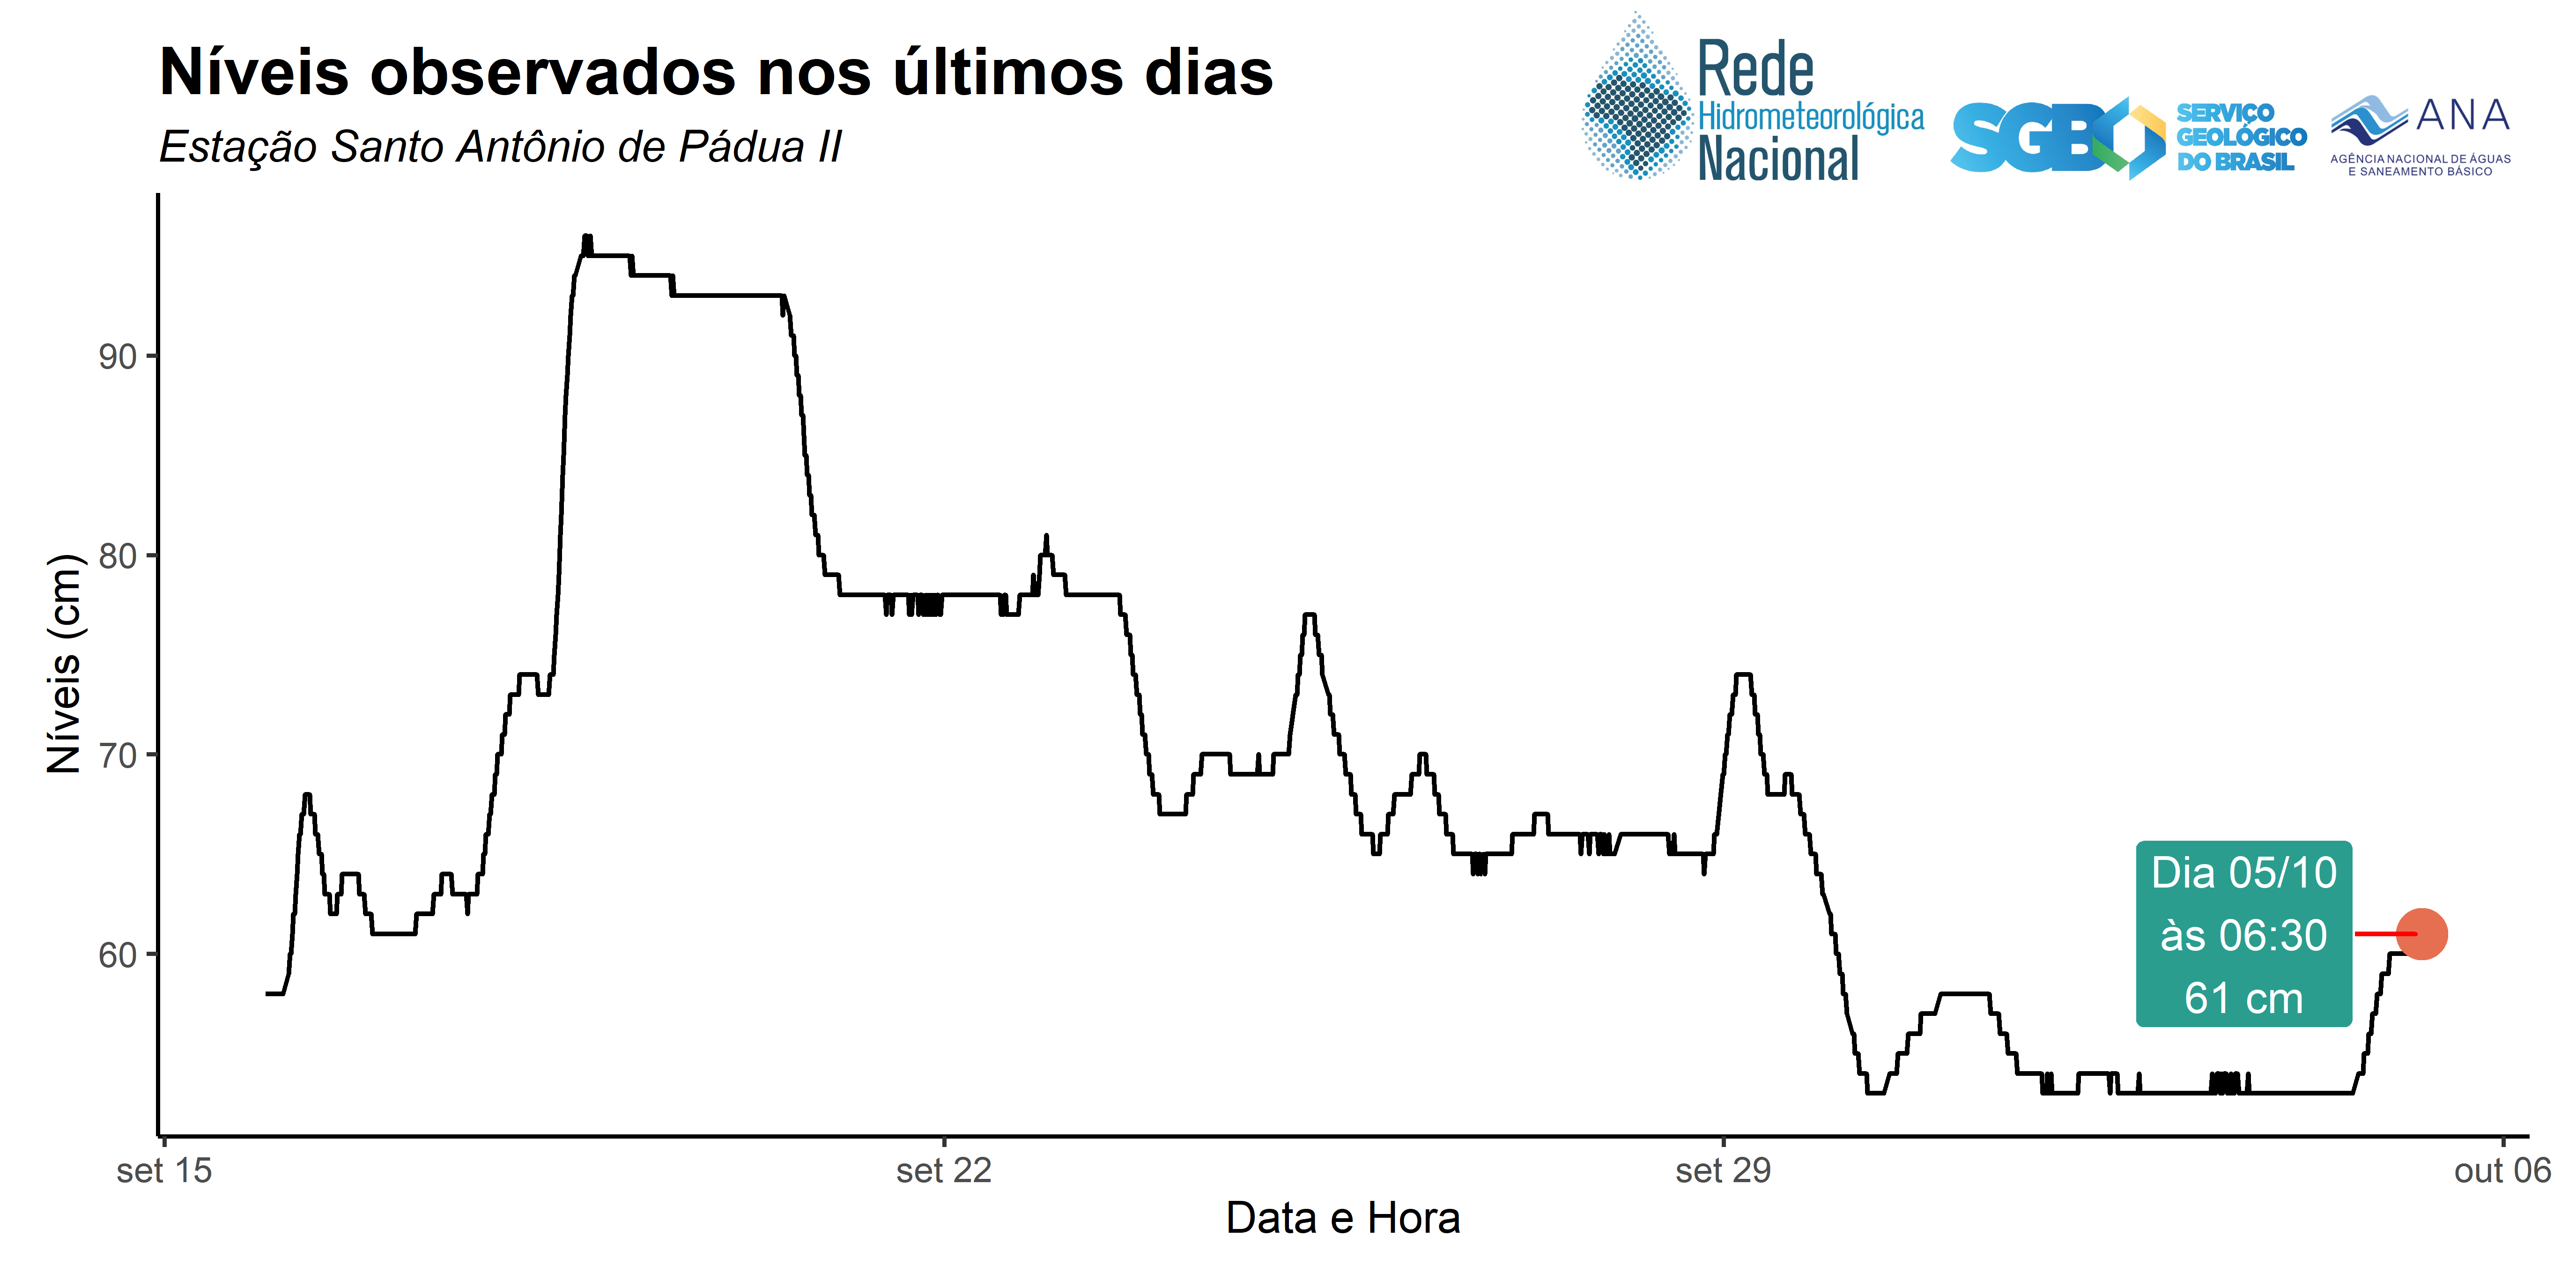 Níveis observados nos últimos dias
Estação Santo Antônio de Pádua II
Rede
Hidrometeorológica
Nacional
SGB
SERVIÇO
GEOLÓGICO
DO BRASIL
ANA
AGÊNCIA NACIONAL DE ÁGUAS
E SANEAMENTO BÁSICO
Níveis (cm)
90
80
70
60
Dia 05/10
às 06:30
61 cm
set 15
set 22
set 29
out 06
Data e Hora